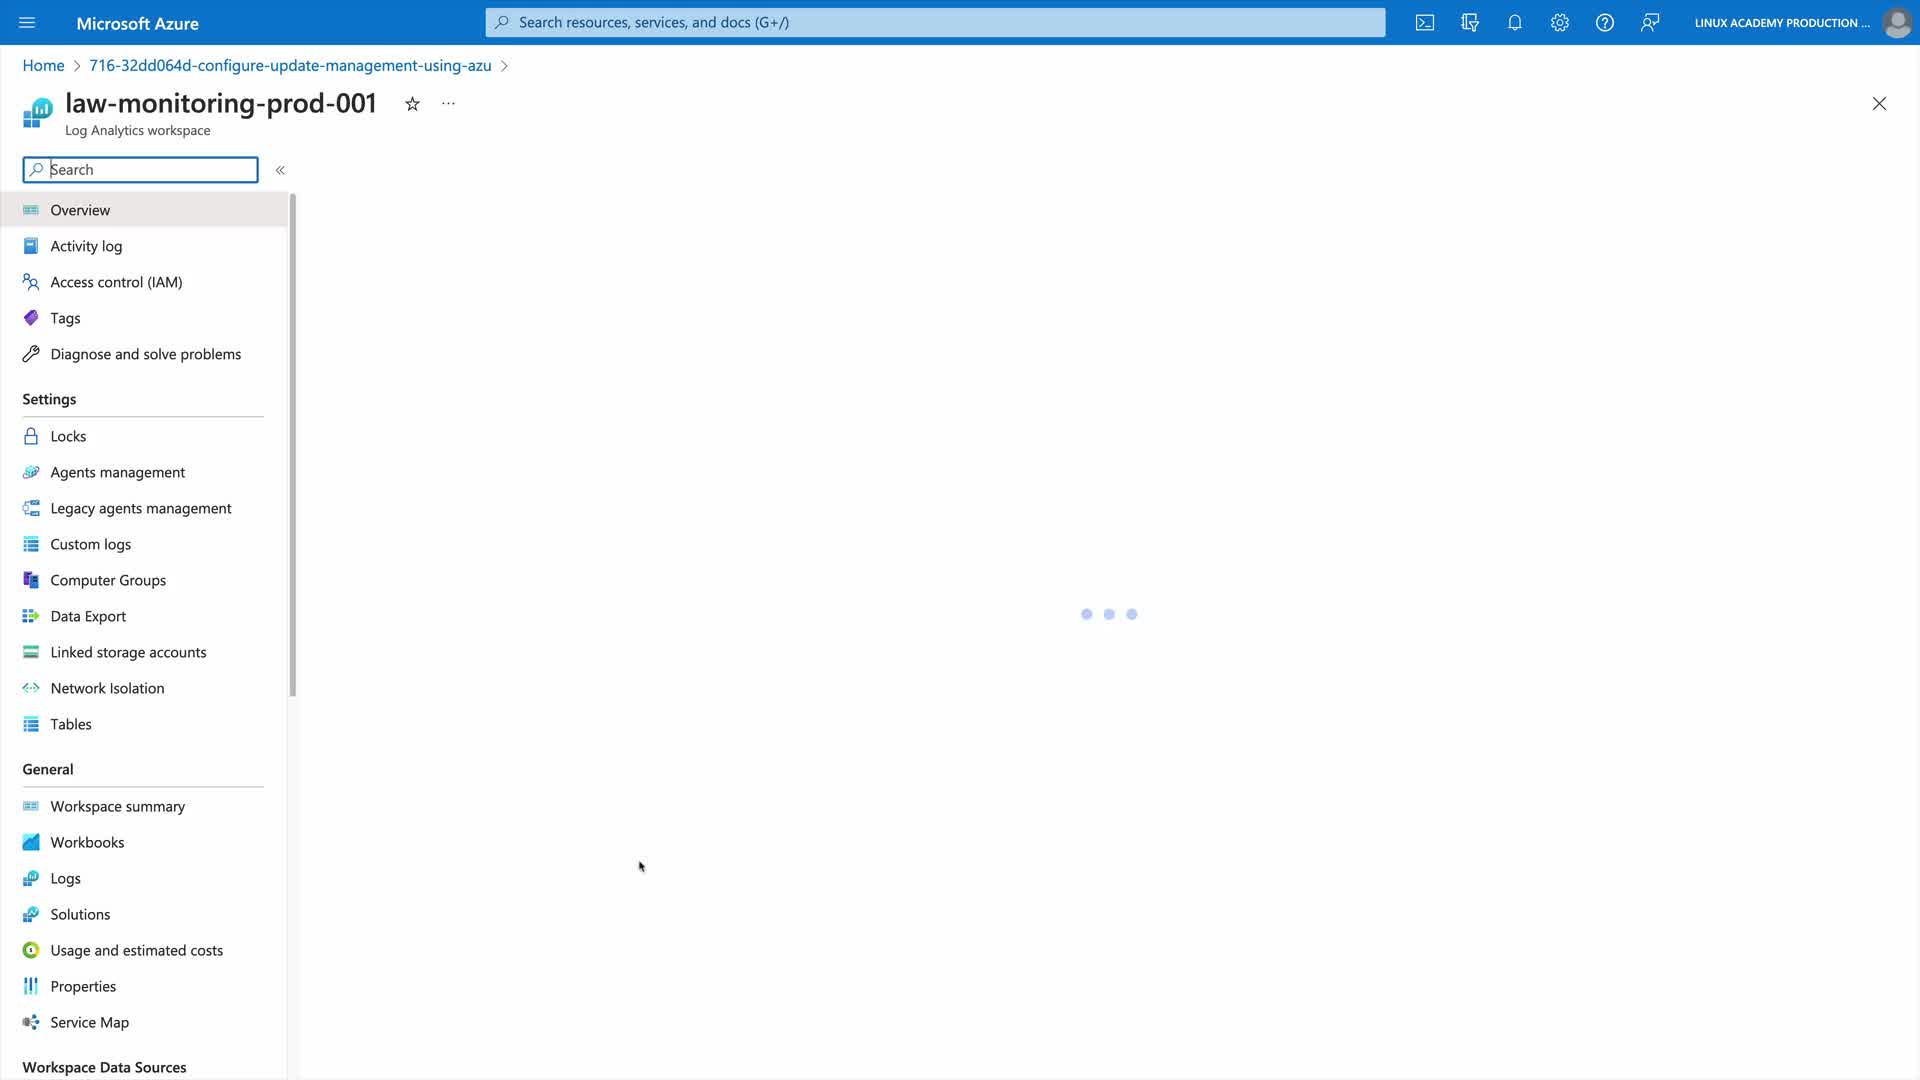 Microsoft Azure
Search resources, services, and docs (G+/)
LINUX ACADEMY PRODUCTION ...
Home > 716-32dd064d-configure-update-management-using-azu >
law-monitoring-prod-001
Log Analytics workspace
Search
Overview
Activity log
Access control (IAM)
Tags
Diagnose and solve problems
Settings
Locks
Agents management
Legacy agents management
Custom logs
Computer Groups
Data Export
Linked storage accounts
Network Isolation
Tables
General
Workspace summary
Workbooks
Logs
Solutions
Usage and estimated costs
Properties
Service Map
Workspace Data Sources